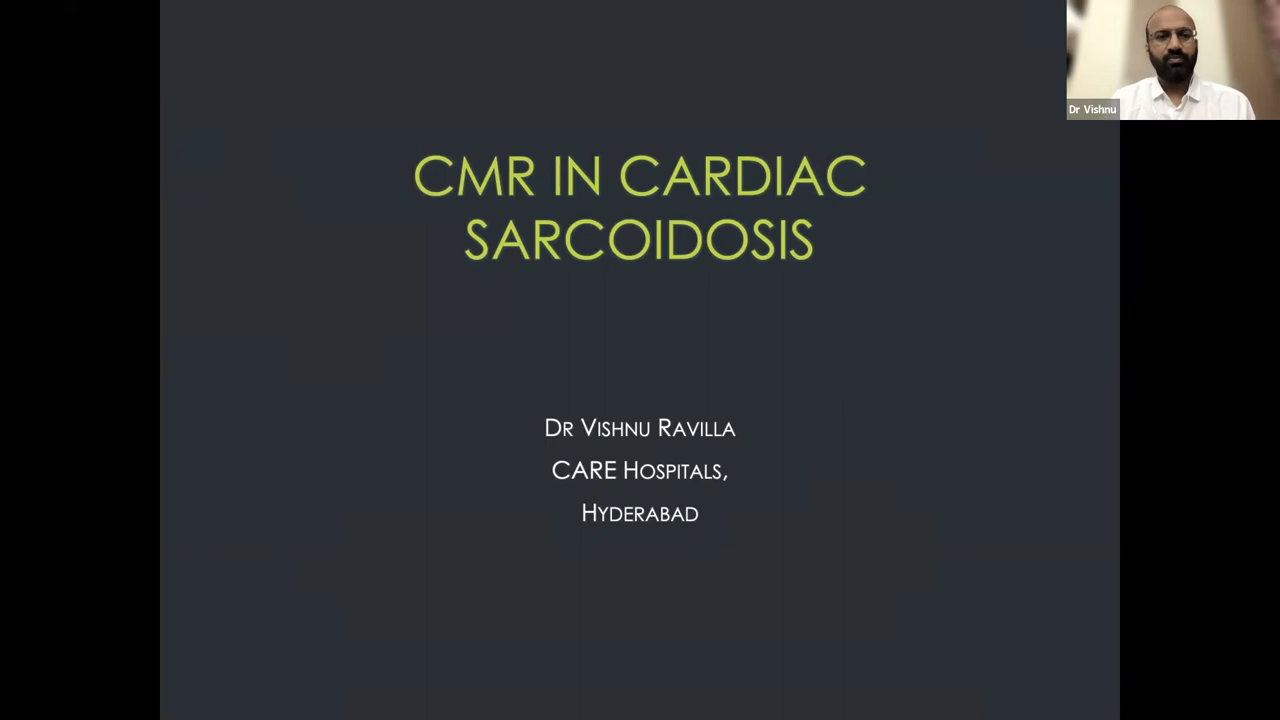 CMR IN CARDIAC
SARCOIDOSIS
DR VISHNU RAVILLA
CARE HOSPITALS,
HYDERABAD
Dr Vishnu